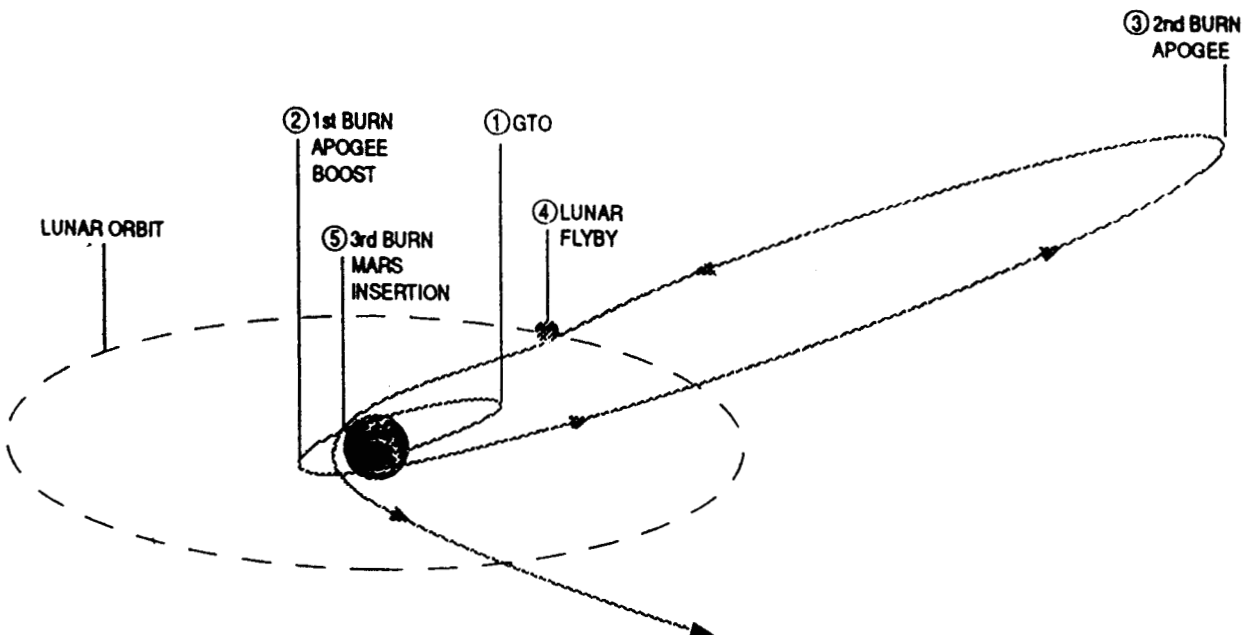 ③ 2nd BURN
APOGEE
② 1st BURN
APOGEE
BOOST
① GTO
④ LUNAR
FLYBY
LUNAR ORBIT
⑤ 3rd BURN
MARS
INSERTION